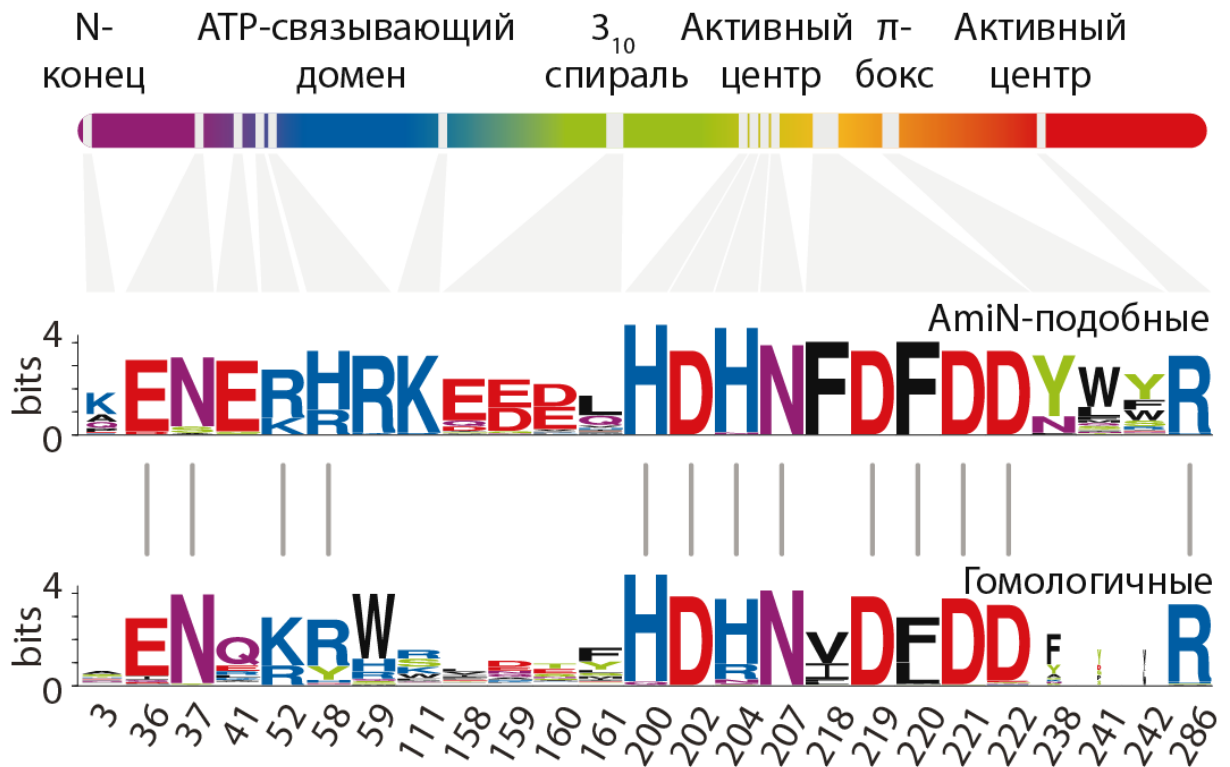 N-конец
ATP-связывающий домен
3₁₀ спираль
Активный центр
π-бокс
Активный центр
AmiN-подобные
bits
4
0
K E N E R H R K E E D L H D H N F D F D D Y W Y R
Гомологичные
bits
4
0
E N Q K R W R F H D H N V D F D D F R
3 36 37 41 52 58 59 111 158 159 160 161 200 202 204 207 218 219 220 221 222 238 241 242 286